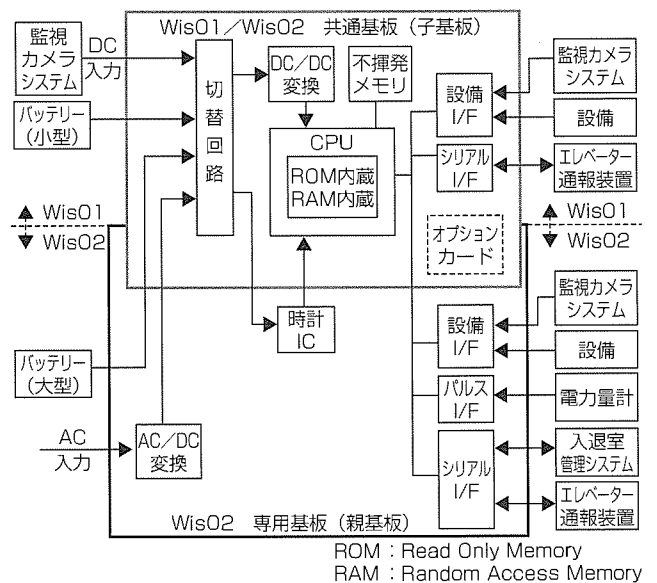 Wis01／Wis02 共通基板（子基板）
監視
カメラ
システム
DC
入力
バッテリー
（小型）
切
替
回
路
DC/DC
変換
不揮発
メモリ
CPU
ROM内蔵
RAM内蔵
設備
I/F
シリアル
I/F
監視カメラ
システム
設備
エレベーター
通報装置
Wis01
Wis02
Wis01
Wis02
オプション
カード
時計
IC
バッテリー
（大型）
AC
入力
AC/DC
変換
設備
I/F
パルス
I/F
シリアル
I/F
監視カメラ
システム
設備
電力量計
入退室
管理システム
エレベーター
通報装置
Wis02 専用基板（親基板）
ROM：Read Only Memory
RAM：Random Access Memory